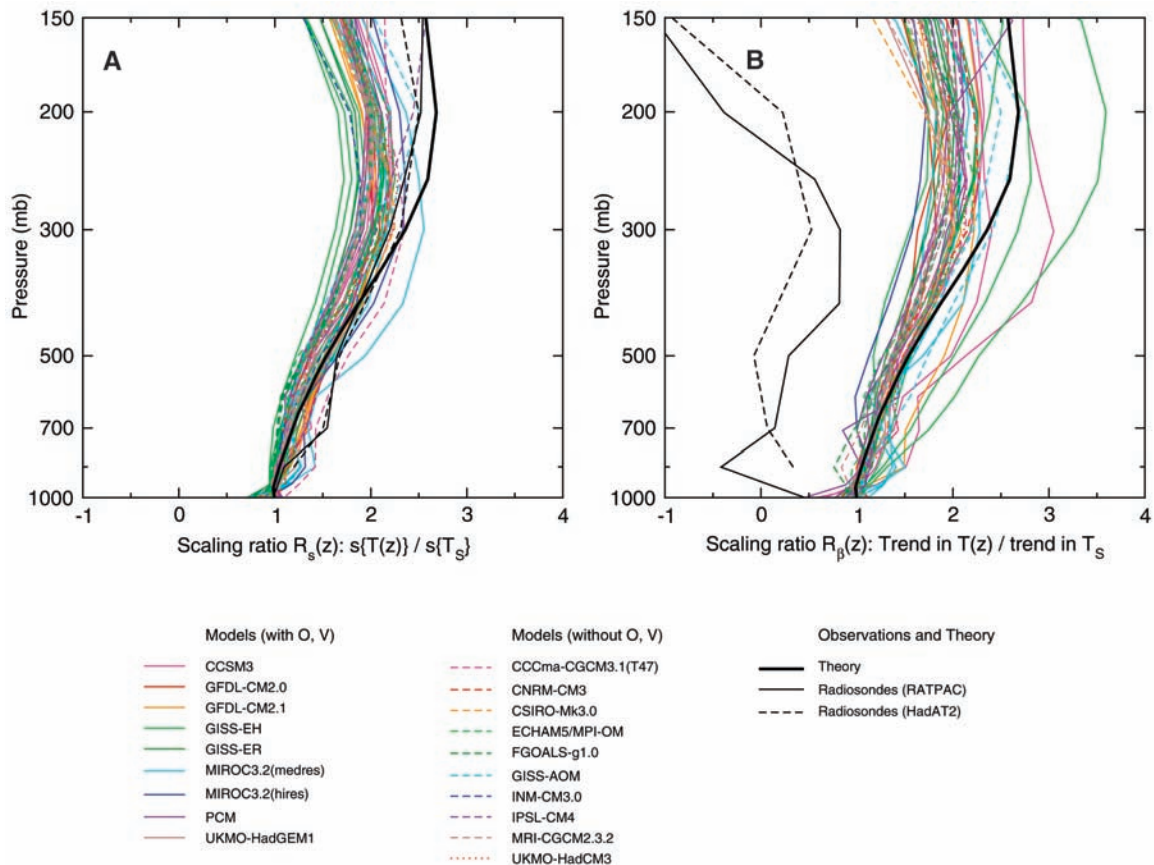 A
B
150
200
300
500
700
1000
Pressure (mb)
-1 0 1 2 3 4
Scaling ratio R_s(z): s{T(z)} / s{T_S}
150
200
300
500
700
1000
Pressure (mb)
-1 0 1 2 3 4
Scaling ratio R_β(z): Trend in T(z) / trend in T_S
Models (with O, V)
CCSM3
GFDL-CM2.0
GFDL-CM2.1
GISS-EH
GISS-ER
MIROC3.2(medres)
MIROC3.2(hires)
PCM
UKMO-HadGEM1
Models (without O, V)
CCCma-CGCM3.1(T47)
CNRM-CM3
CSIRO-Mk3.0
ECHAM5/MPI-OM
FGOALS-g1.0
GISS-AOM
INM-CM3.0
IPSL-CM4
MRI-CGCM2.3.2
UKMO-HadCM3
Observations and Theory
Theory
Radiosondes (RATPAC)
Radiosondes (HadAT2)